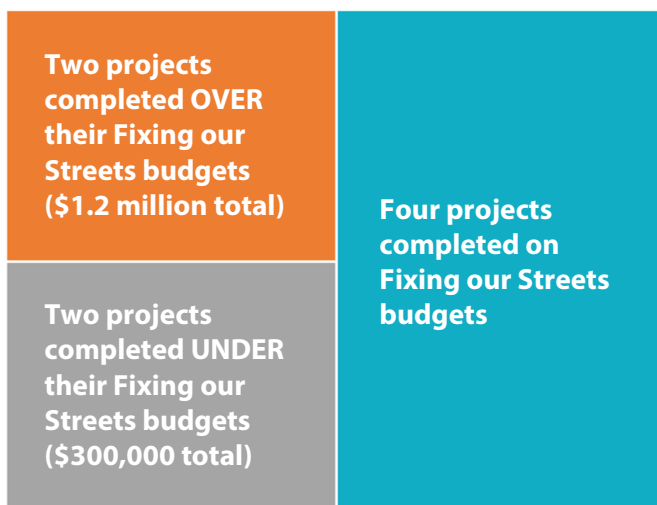 Two projects
completed OVER
their Fixing our
Streets budgets
($1.2 million total)
Two projects
completed UNDER
their Fixing our
Streets budgets
($300,000 total)
Four projects
completed on
Fixing our Streets
budgets